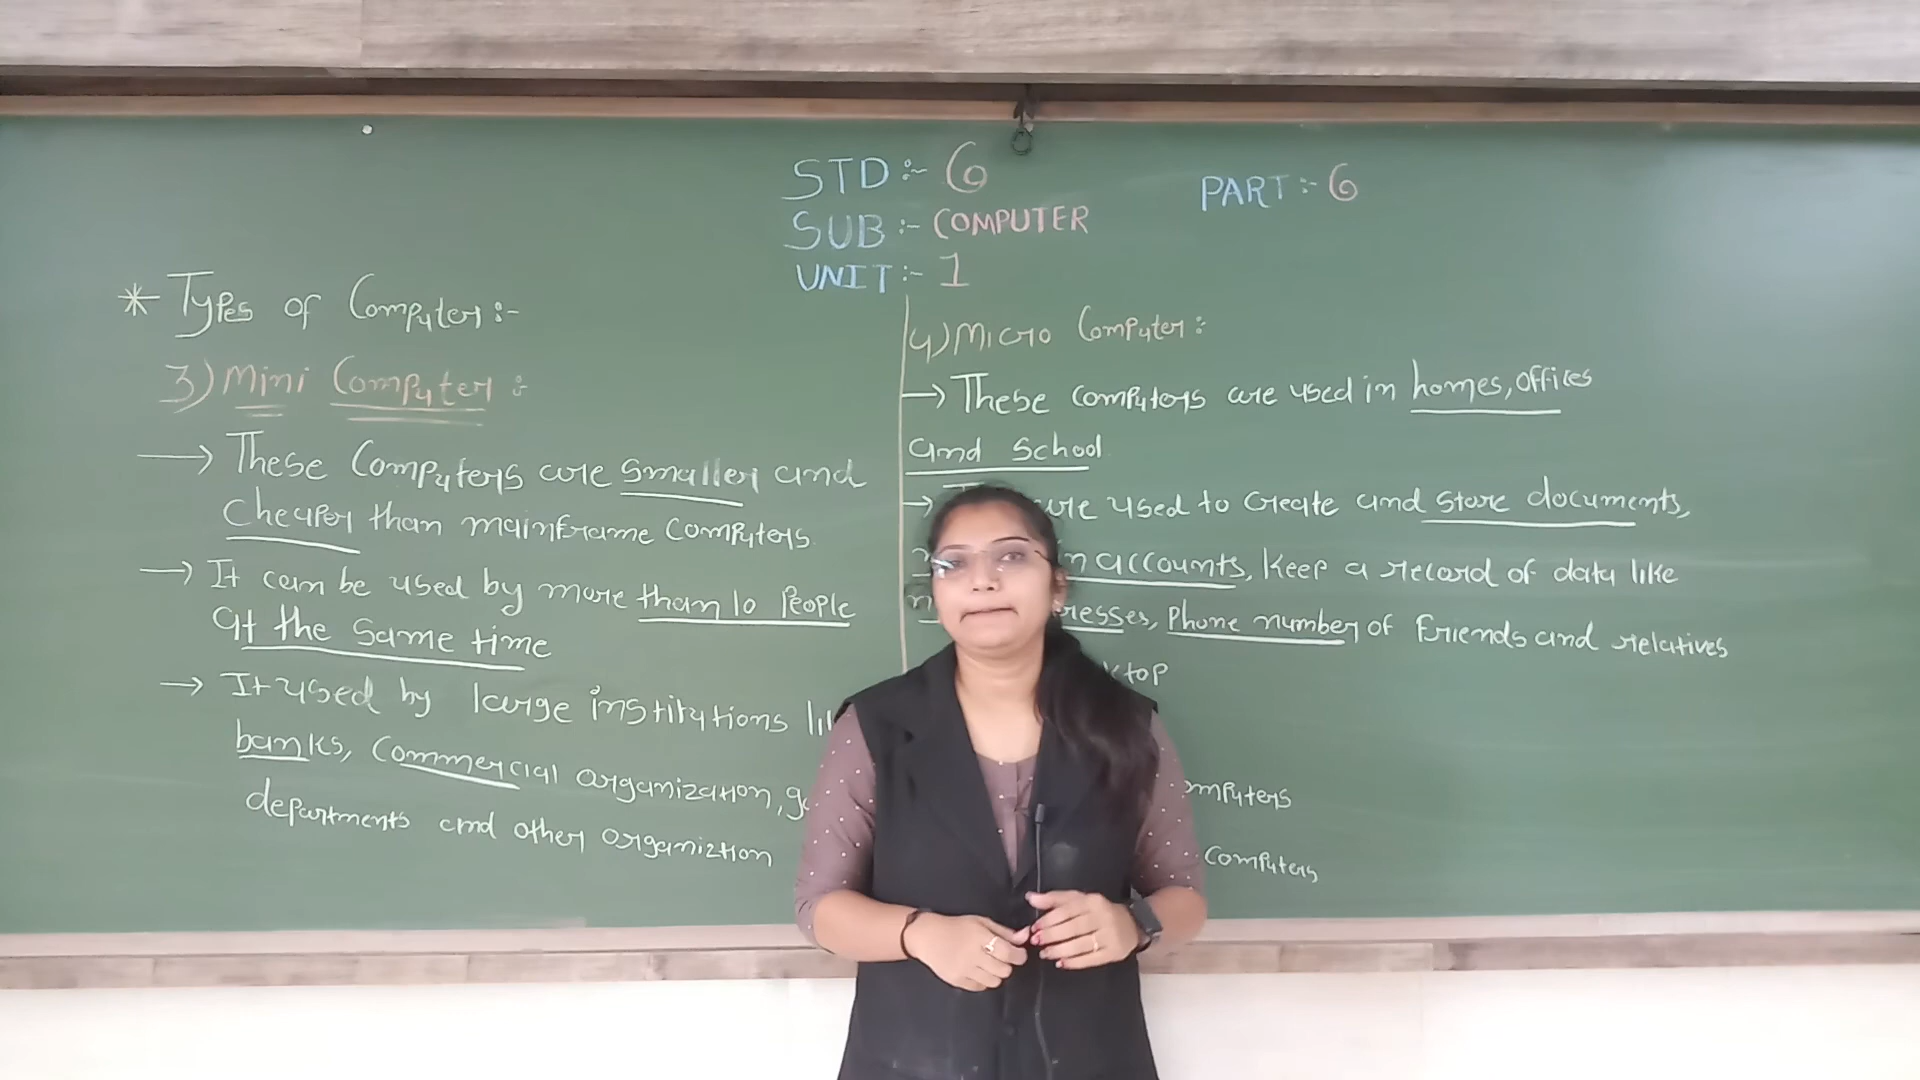 STD :- 6
SUB :- COMPUTER
UNIT :- 1
PART :- 6
* Types of Computer :-
3) Mini Computer :-
→ These Computers are smaller and
Cheaper than mainframe computers.
→ It can be used by more than 10 People
at the same time
→ It used by large institutions
banks, Commercial organization,
departments and other organiztion
4) Micro Computer :
→ These computers are used in homes, offices
and School
→ are used to create and store documents,
accounts, Keep a record of data like
Phone number of friends and relatives
computers